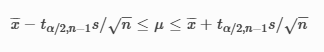 x̄ − t_{α/2,n−1}s/√n ≤ μ ≤ x̄ + t_{α/2,n−1}s/√n